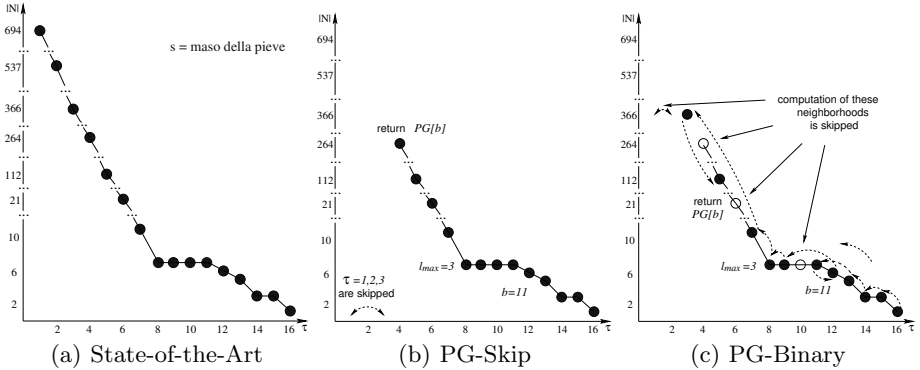 |N|
694
537
366
264
112
21
10
6
2
s = maso della pieve
2 4 6 8 10 12 14 16 τ
(a) State-of-the-Art
|N|
694
537
366
264
112
21
10
6
2
return PG[b]
l max =3
b=11
τ =1,2,3
are skipped
4 6 8 10 12 14 16 τ
(b) PG-Skip
|N|
694
537
366
264
112
21
10
6
2
computation of these
neighborhoods
is skipped
return
PG[b]
l max =3
b=11
2 4 6 8 10 12 14 16 τ
(c) PG-Binary